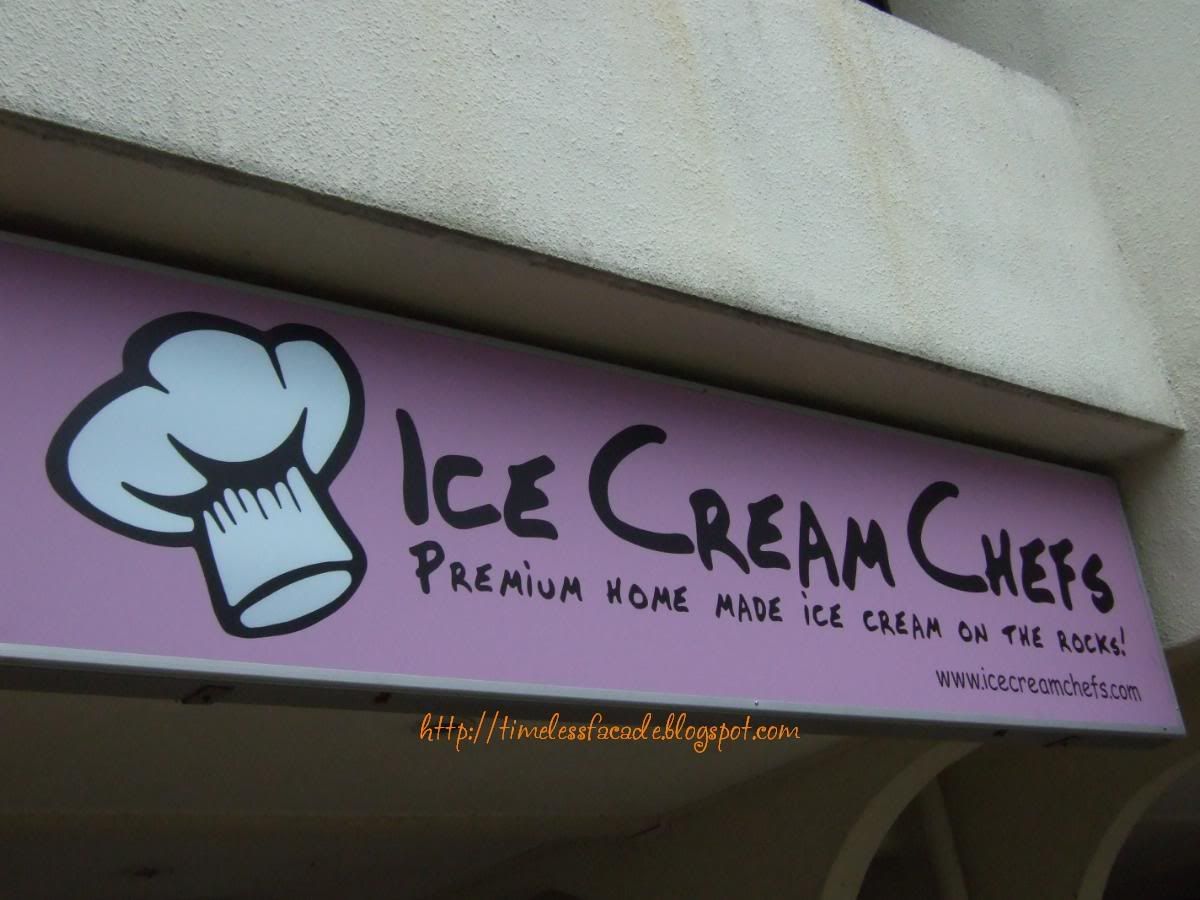 Ice Cream Chefs
Premium home made ice cream on the rocks!
www.icecreamchefs.com
http://timelessfacade.blogspot.com